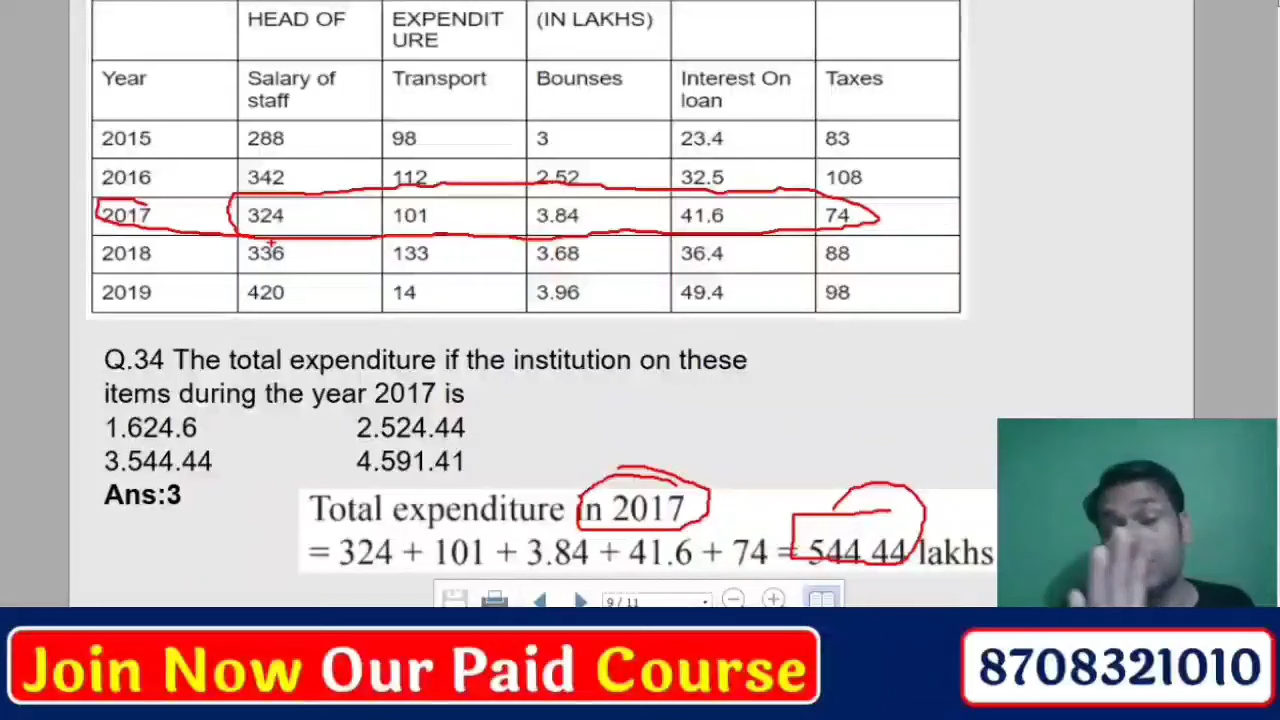 HEAD OF EXPENDIT (IN LAKHS)
URE
Year Salary of Transport Bounses Interest On Taxes
staff loan
2015 288 98 3 23.4 83
2016 342 112 2.52 32.5 108
2017 324 101 3.84 41.6 74
2018 336 133 3.68 36.4 88
2019 420 14 3.96 49.4 98
Q.34 The total expenditure if the institution on these
items during the year 2017 is
1.624.6 2.524.44
3.544.44 4.591.41
Ans:3
Total expenditure in 2017
= 324 + 101 + 3.84 + 41.6 + 74 = 544.44 lakhs
9 / 11
Join Now Our Paid Course
8708321010